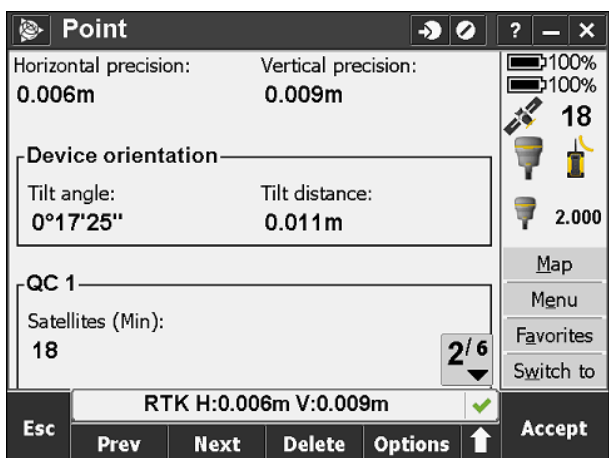 Point
? – ×
Horizontal precision: Vertical precision:
0.006m 0.009m
100%
100%
18
Device orientation
Tilt angle: Tilt distance:
0°17'25" 0.011m
2.000
QC 1
Satellites (Min):
18
2/6
Map
Menu
Favorites
Switch to
RTK H:0.006m V:0.009m
Esc Prev Next Delete Options Accept